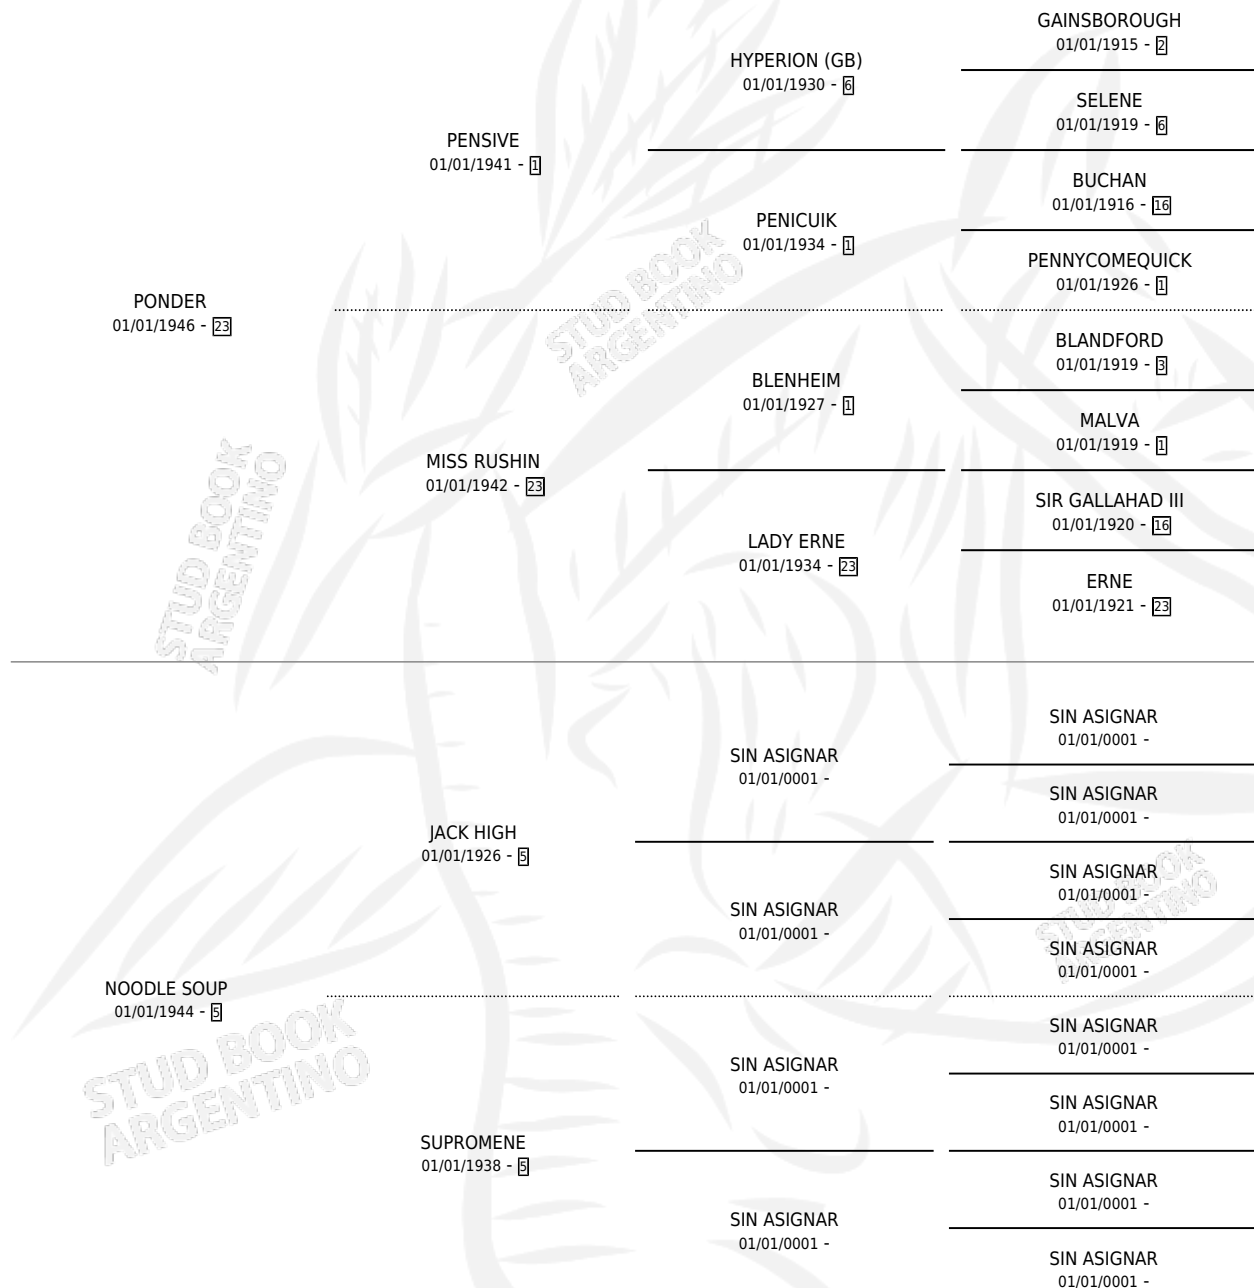 GAINSBOROUGH
01/01/1915 - 2
HYPERION (GB)
01/01/1930 - 6
SELENE
01/01/1919 - 6
PENSIVE
01/01/1941 - 1
BUCHAN
01/01/1916 - 16
PENICUIK
01/01/1934 - 1
PENNYCOMEQUICK
01/01/1926 - 1
PONDER
01/01/1946 - 23
BLANDFORD
01/01/1919 - 3
BLENHEIM
01/01/1927 - 1
MALVA
01/01/1919 - 1
MISS RUSHIN
01/01/1942 - 23
SIR GALLAHAD III
01/01/1920 - 16
LADY ERNE
01/01/1934 - 23
ERNE
01/01/1921 - 23
STUD BOOK
ARGENTINO
STUD BOOK
ARGENTINO
SIN ASIGNAR
01/01/0001 -
SIN ASIGNAR
01/01/0001 -
SIN ASIGNAR
01/01/0001 -
JACK HIGH
01/01/1926 - 5
SIN ASIGNAR
01/01/0001 -
SIN ASIGNAR
01/01/0001 -
SIN ASIGNAR
01/01/0001 -
NOODLE SOUP
01/01/1944 - 5
SIN ASIGNAR
01/01/0001 -
SIN ASIGNAR
01/01/0001 -
SIN ASIGNAR
01/01/0001 -
SUPROMENE
01/01/1938 - 5
SIN ASIGNAR
01/01/0001 -
SIN ASIGNAR
01/01/0001 -
SIN ASIGNAR
01/01/0001 -
STUD BOOK
ARGENTINO
STUD BOOK
ARGENTINO